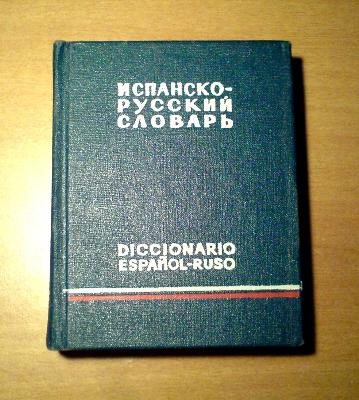 ИСПАНСКО-
РУССКИЙ
СЛОВАРЬ
DICCIONARIO
ESPAÑOL-RUSO